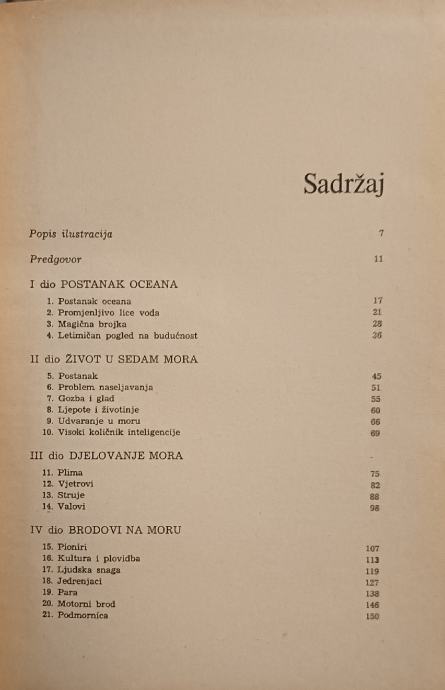 Sadržaj
Popis ilustracija 7
Predgovor 11
I dio POSTANAK OCEANA
1. Postanak oceana 17
2. Promjenljivo lice voda 21
3. Magična brojka 28
4. Letimičan pogled na budućnost 36
II dio ŽIVOT U SEDAM MORA
5. Postanak 45
6. Problem naseljavanja 51
7. Gozba i glad 55
8. Ljepote i životinje 60
9. Udvaranje u moru 66
10. Visoki količnik inteligencije 69
III dio DJELOVANJE MORA
11. Plima 75
12. Vjetrovi 82
13. Struje 88
14. Valovi 98
IV dio BRODOVI NA MORU
15. Pioniri 107
16. Kultura i plovidba 113
17. Ljudska snaga 119
18. Jedrenjaci 127
19. Para 138
20. Motorni brod 146
21. Podmornica 150